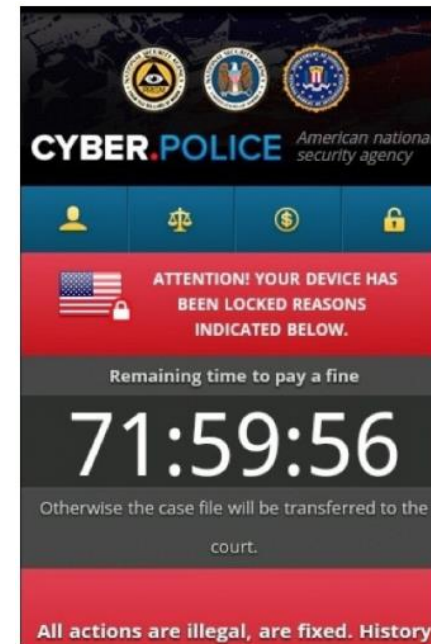 CYBER.POLICE
American national
security agency
ATTENTION! YOUR DEVICE HAS
BEEN LOCKED REASONS
INDICATED BELOW.
Remaining time to pay a fine
71:59:56
Otherwise the case file will be transferred to the
court.
All actions are illegal, are fixed. History